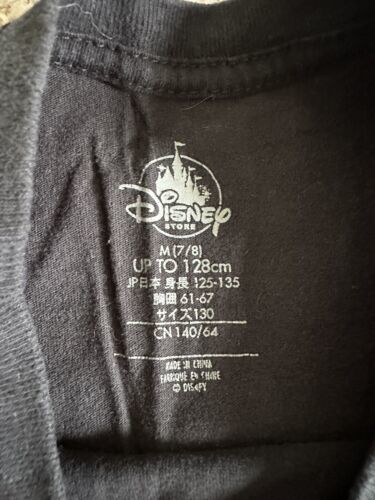 Disney
STORE
M (7/8)
UP TO 128cm
JP日本 身長 125-135
胸囲 61-67
サイズ130
CN 140/64
MADE IN CHINA
FABRIQUÉ EN CHINE
© DISNEY